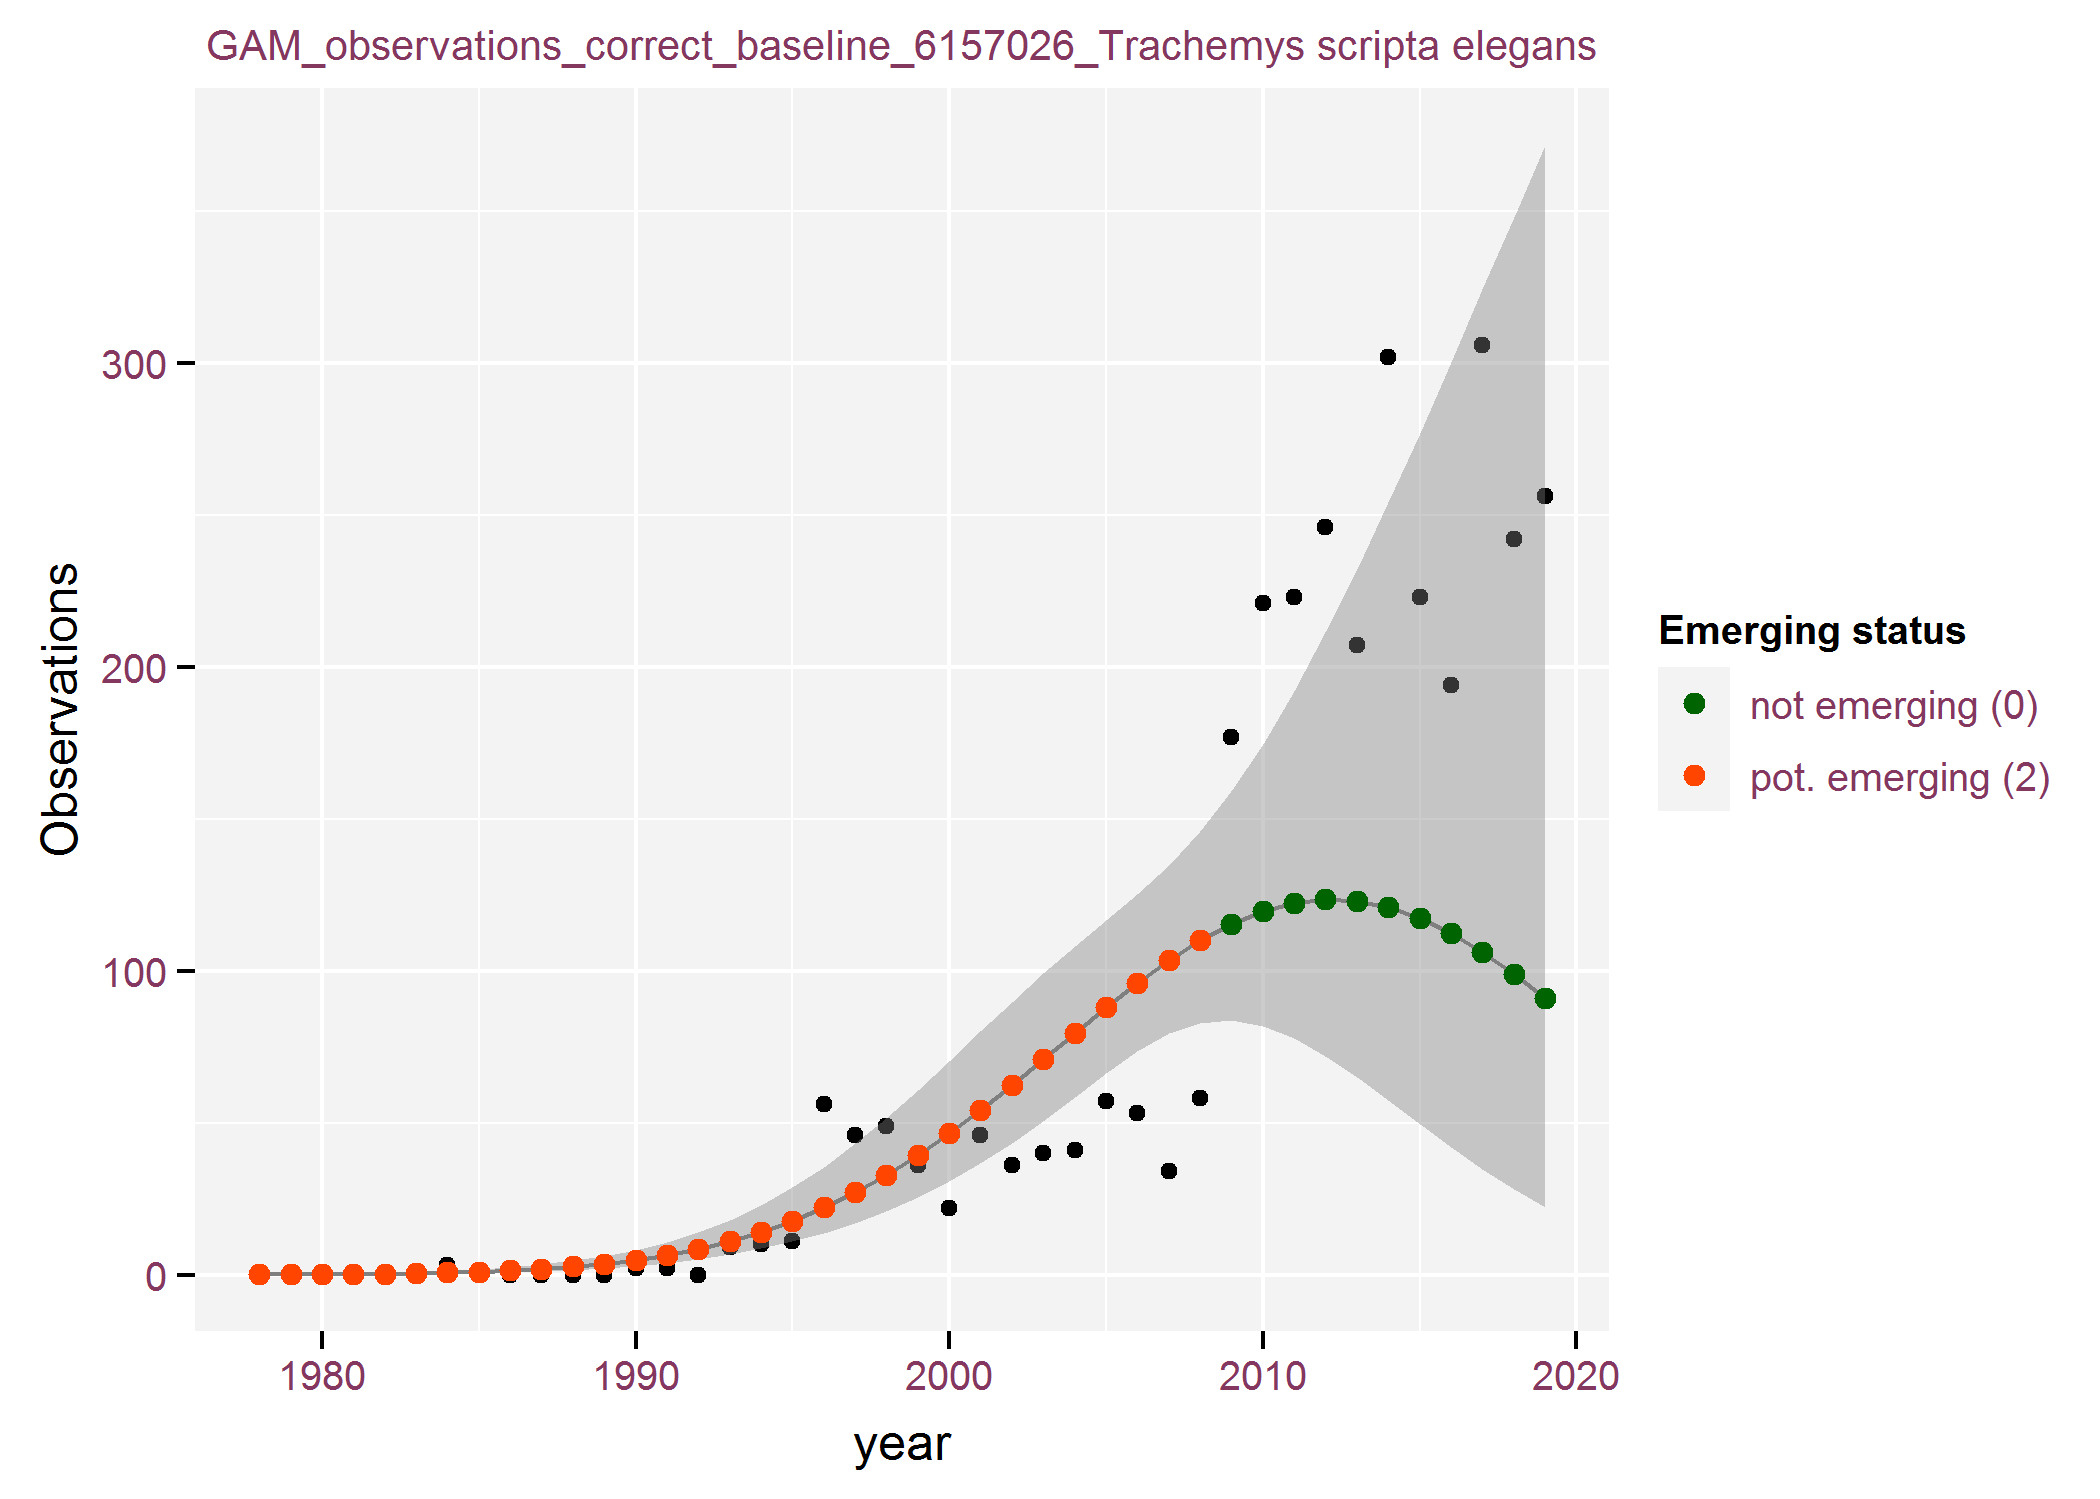 GAM_observations_correct_baseline_6157026_Trachemys scripta elegans
300
200
100
0
Observations
1980 1990 2000 2010 2020
year
Emerging status
not emerging (0)
pot. emerging (2)